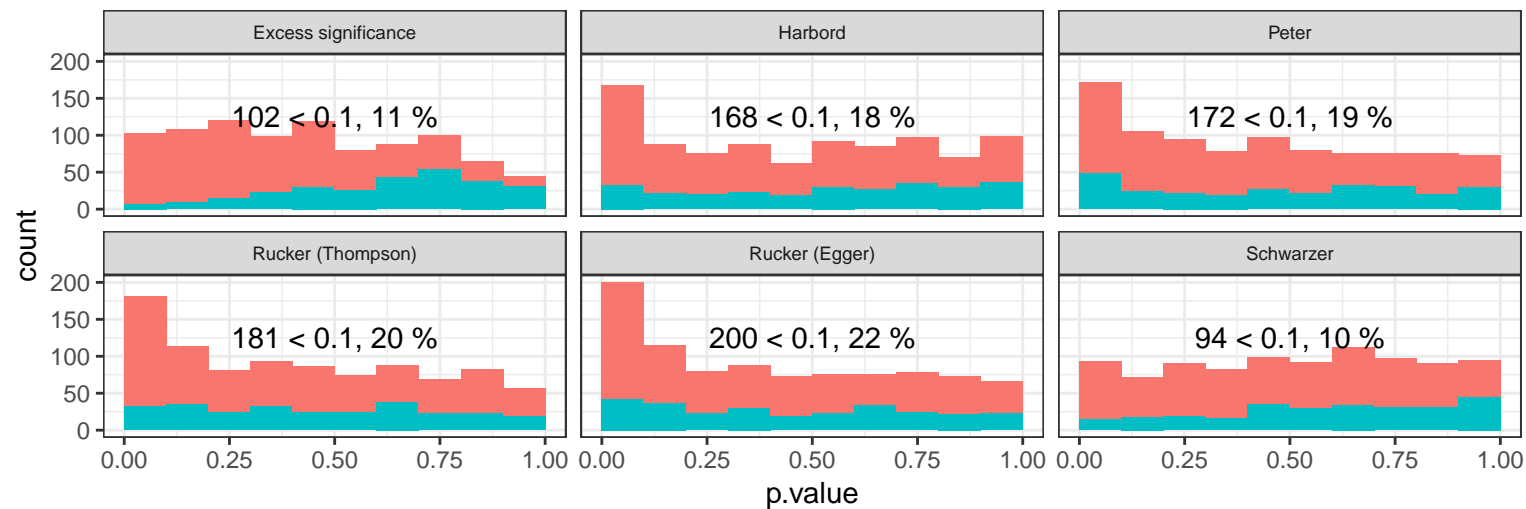 Excess significance
Harbord
Peter
200
150
100
50
0
102 < 0.1, 11 %
168 < 0.1, 18 %
172 < 0.1, 19 %
count
Rucker (Thompson)
Rucker (Egger)
Schwarzer
200
150
100
50
0
181 < 0.1, 20 %
200 < 0.1, 22 %
94 < 0.1, 10 %
0.00 0.25 0.50 0.75 1.00
0.00 0.25 0.50 0.75 1.00
0.00 0.25 0.50 0.75 1.00
p.value